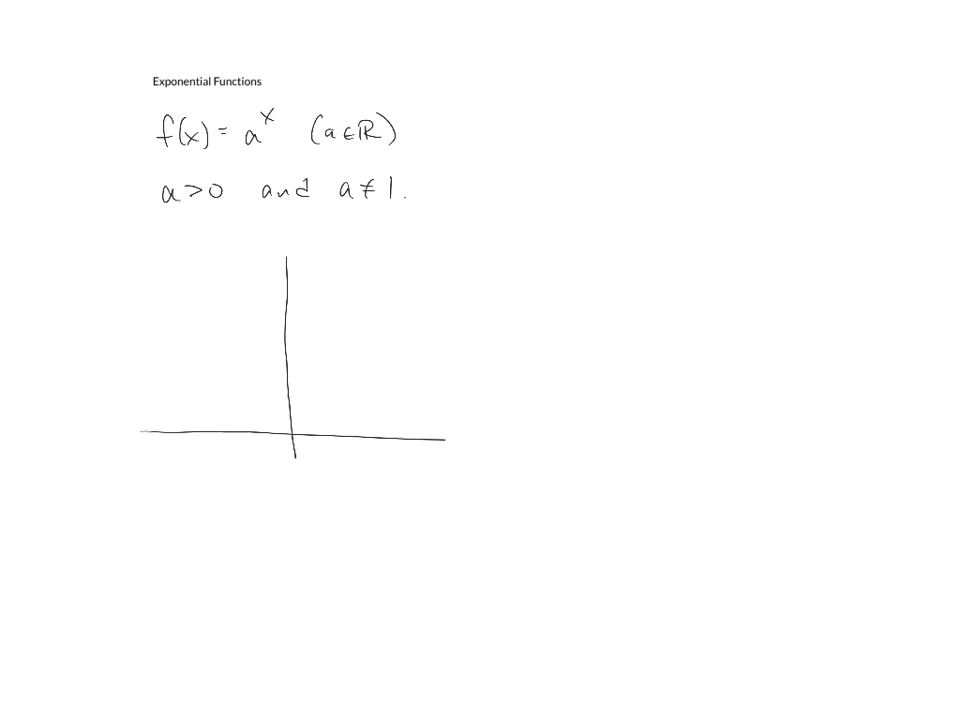 Exponential Functions
f(x) = a^x (a ∈ ℝ)
a > 0 and a ≠ 1.